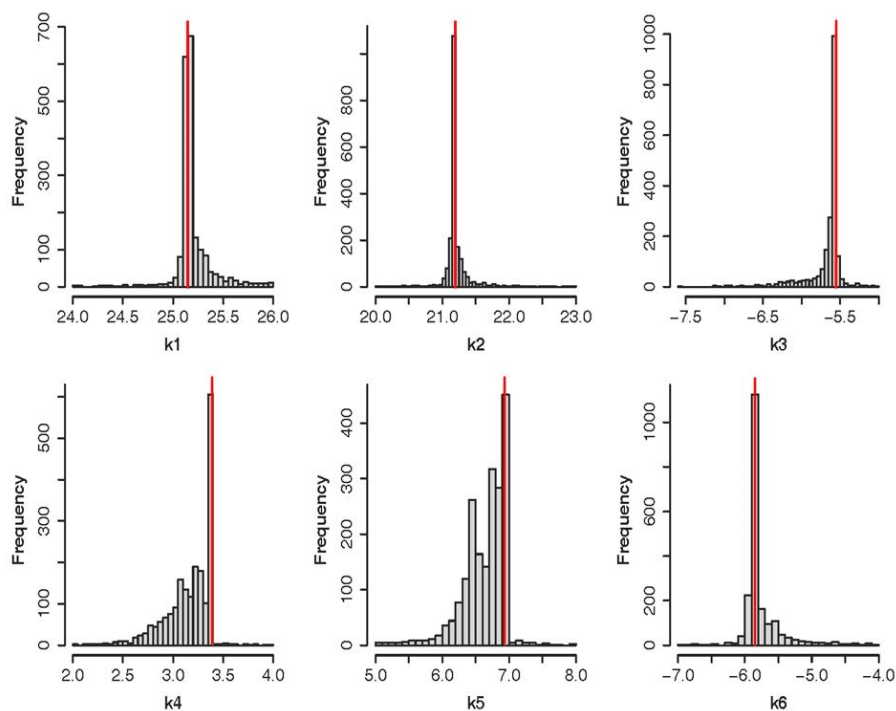 Frequency
0 100 300 500 700
24.0 24.5 25.0 25.5 26.0
k1
Frequency
0 200 400 600 800
20.0 21.0 22.0 23.0
k2
Frequency
0 200 400 600 800 1000
−7.5 −6.5 −5.5
k3
Frequency
0 100 300 500
2.0 2.5 3.0 3.5 4.0
k4
Frequency
0 100 200 300 400
5.0 6.0 7.0 8.0
k5
Frequency
0 200 600 1000
−7.0 −6.0 −5.0 −4.0
k6